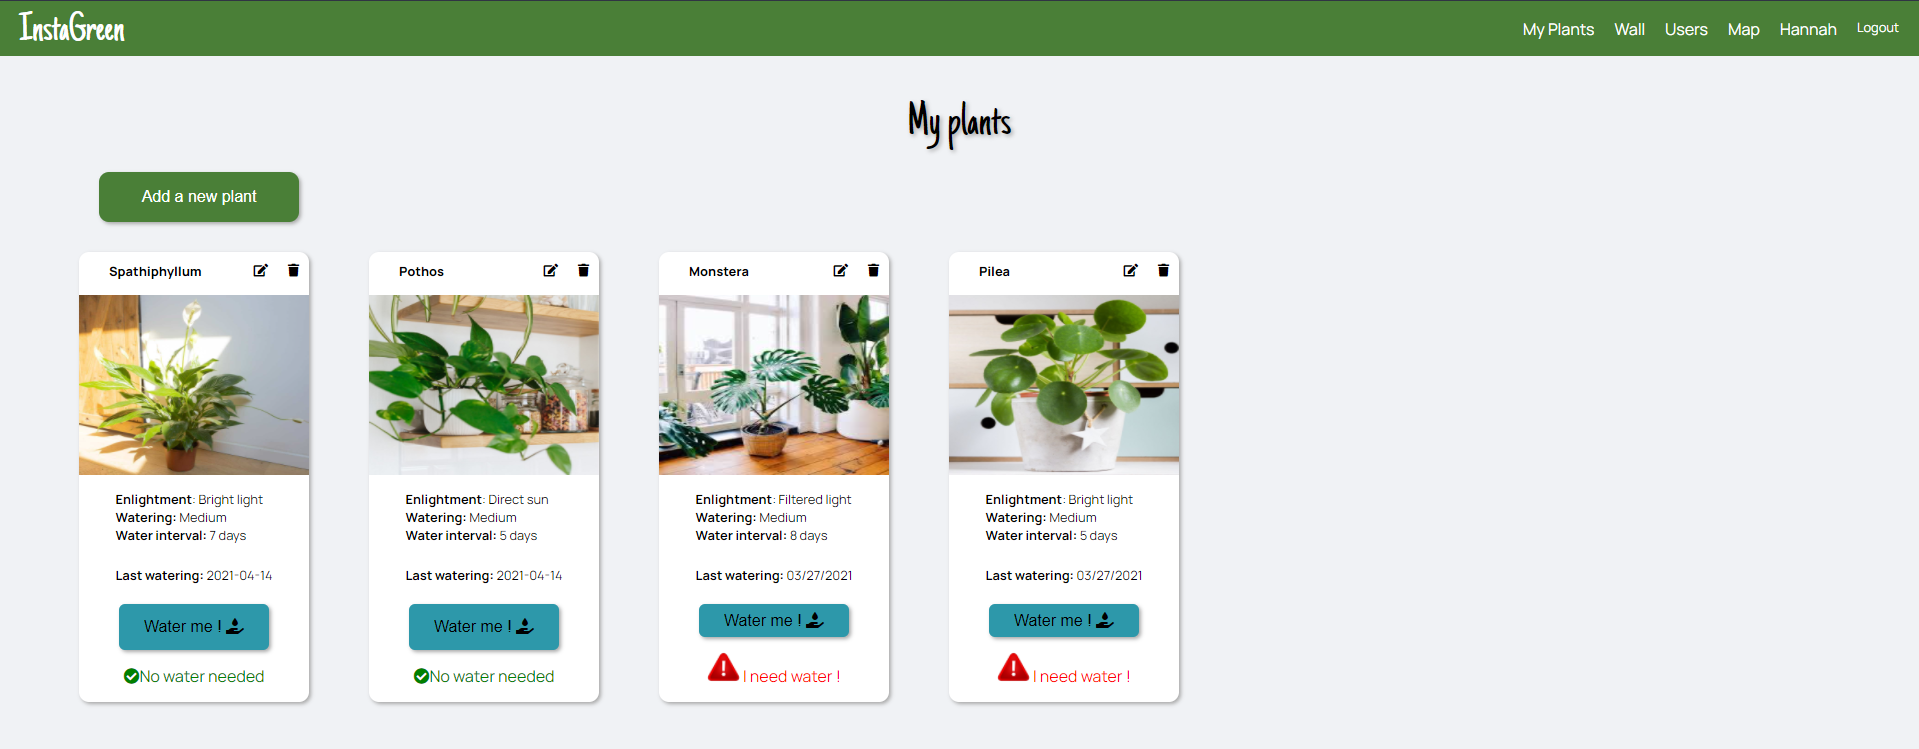 InstaGreen
My Plants Wall Users Map Hannah Logout
My plants
Add a new plant
Spathiphyllum
Enlightment: Bright light
Watering: Medium
Water interval: 7 days
Last watering: 2021-04-14
Water me !
No water needed
Pothos
Enlightment: Direct sun
Watering: Medium
Water interval: 5 days
Last watering: 2021-04-14
Water me !
No water needed
Monstera
Enlightment: Filtered light
Watering: Medium
Water interval: 8 days
Last watering: 03/27/2021
Water me !
I need water !
Pilea
Enlightment: Bright light
Watering: Medium
Water interval: 5 days
Last watering: 03/27/2021
Water me !
I need water !